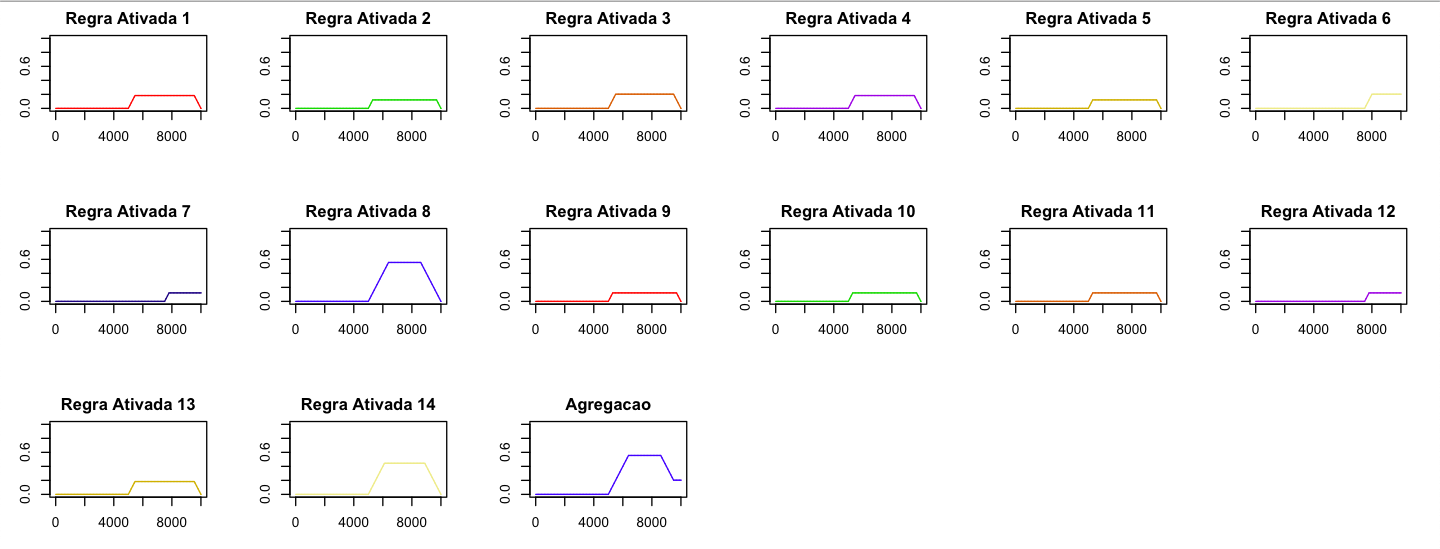 Regra Ativada 1 Regra Ativada 2 Regra Ativada 3 Regra Ativada 4 Regra Ativada 5 Regra Ativada 6
0.6 0.6 0.6 0.6 0.6 0.6
0.0 0.0 0.0 0.0 0.0 0.0
0 4000 8000 0 4000 8000 0 4000 8000 0 4000 8000 0 4000 8000 0 4000 8000
Regra Ativada 7 Regra Ativada 8 Regra Ativada 9 Regra Ativada 10 Regra Ativada 11 Regra Ativada 12
0.6 0.6 0.6 0.6 0.6 0.6
0.0 0.0 0.0 0.0 0.0 0.0
0 4000 8000 0 4000 8000 0 4000 8000 0 4000 8000 0 4000 8000 0 4000 8000
Regra Ativada 13 Regra Ativada 14 Agregacao
0.6 0.6 0.6
0.0 0.0 0.0
0 4000 8000 0 4000 8000 0 4000 8000